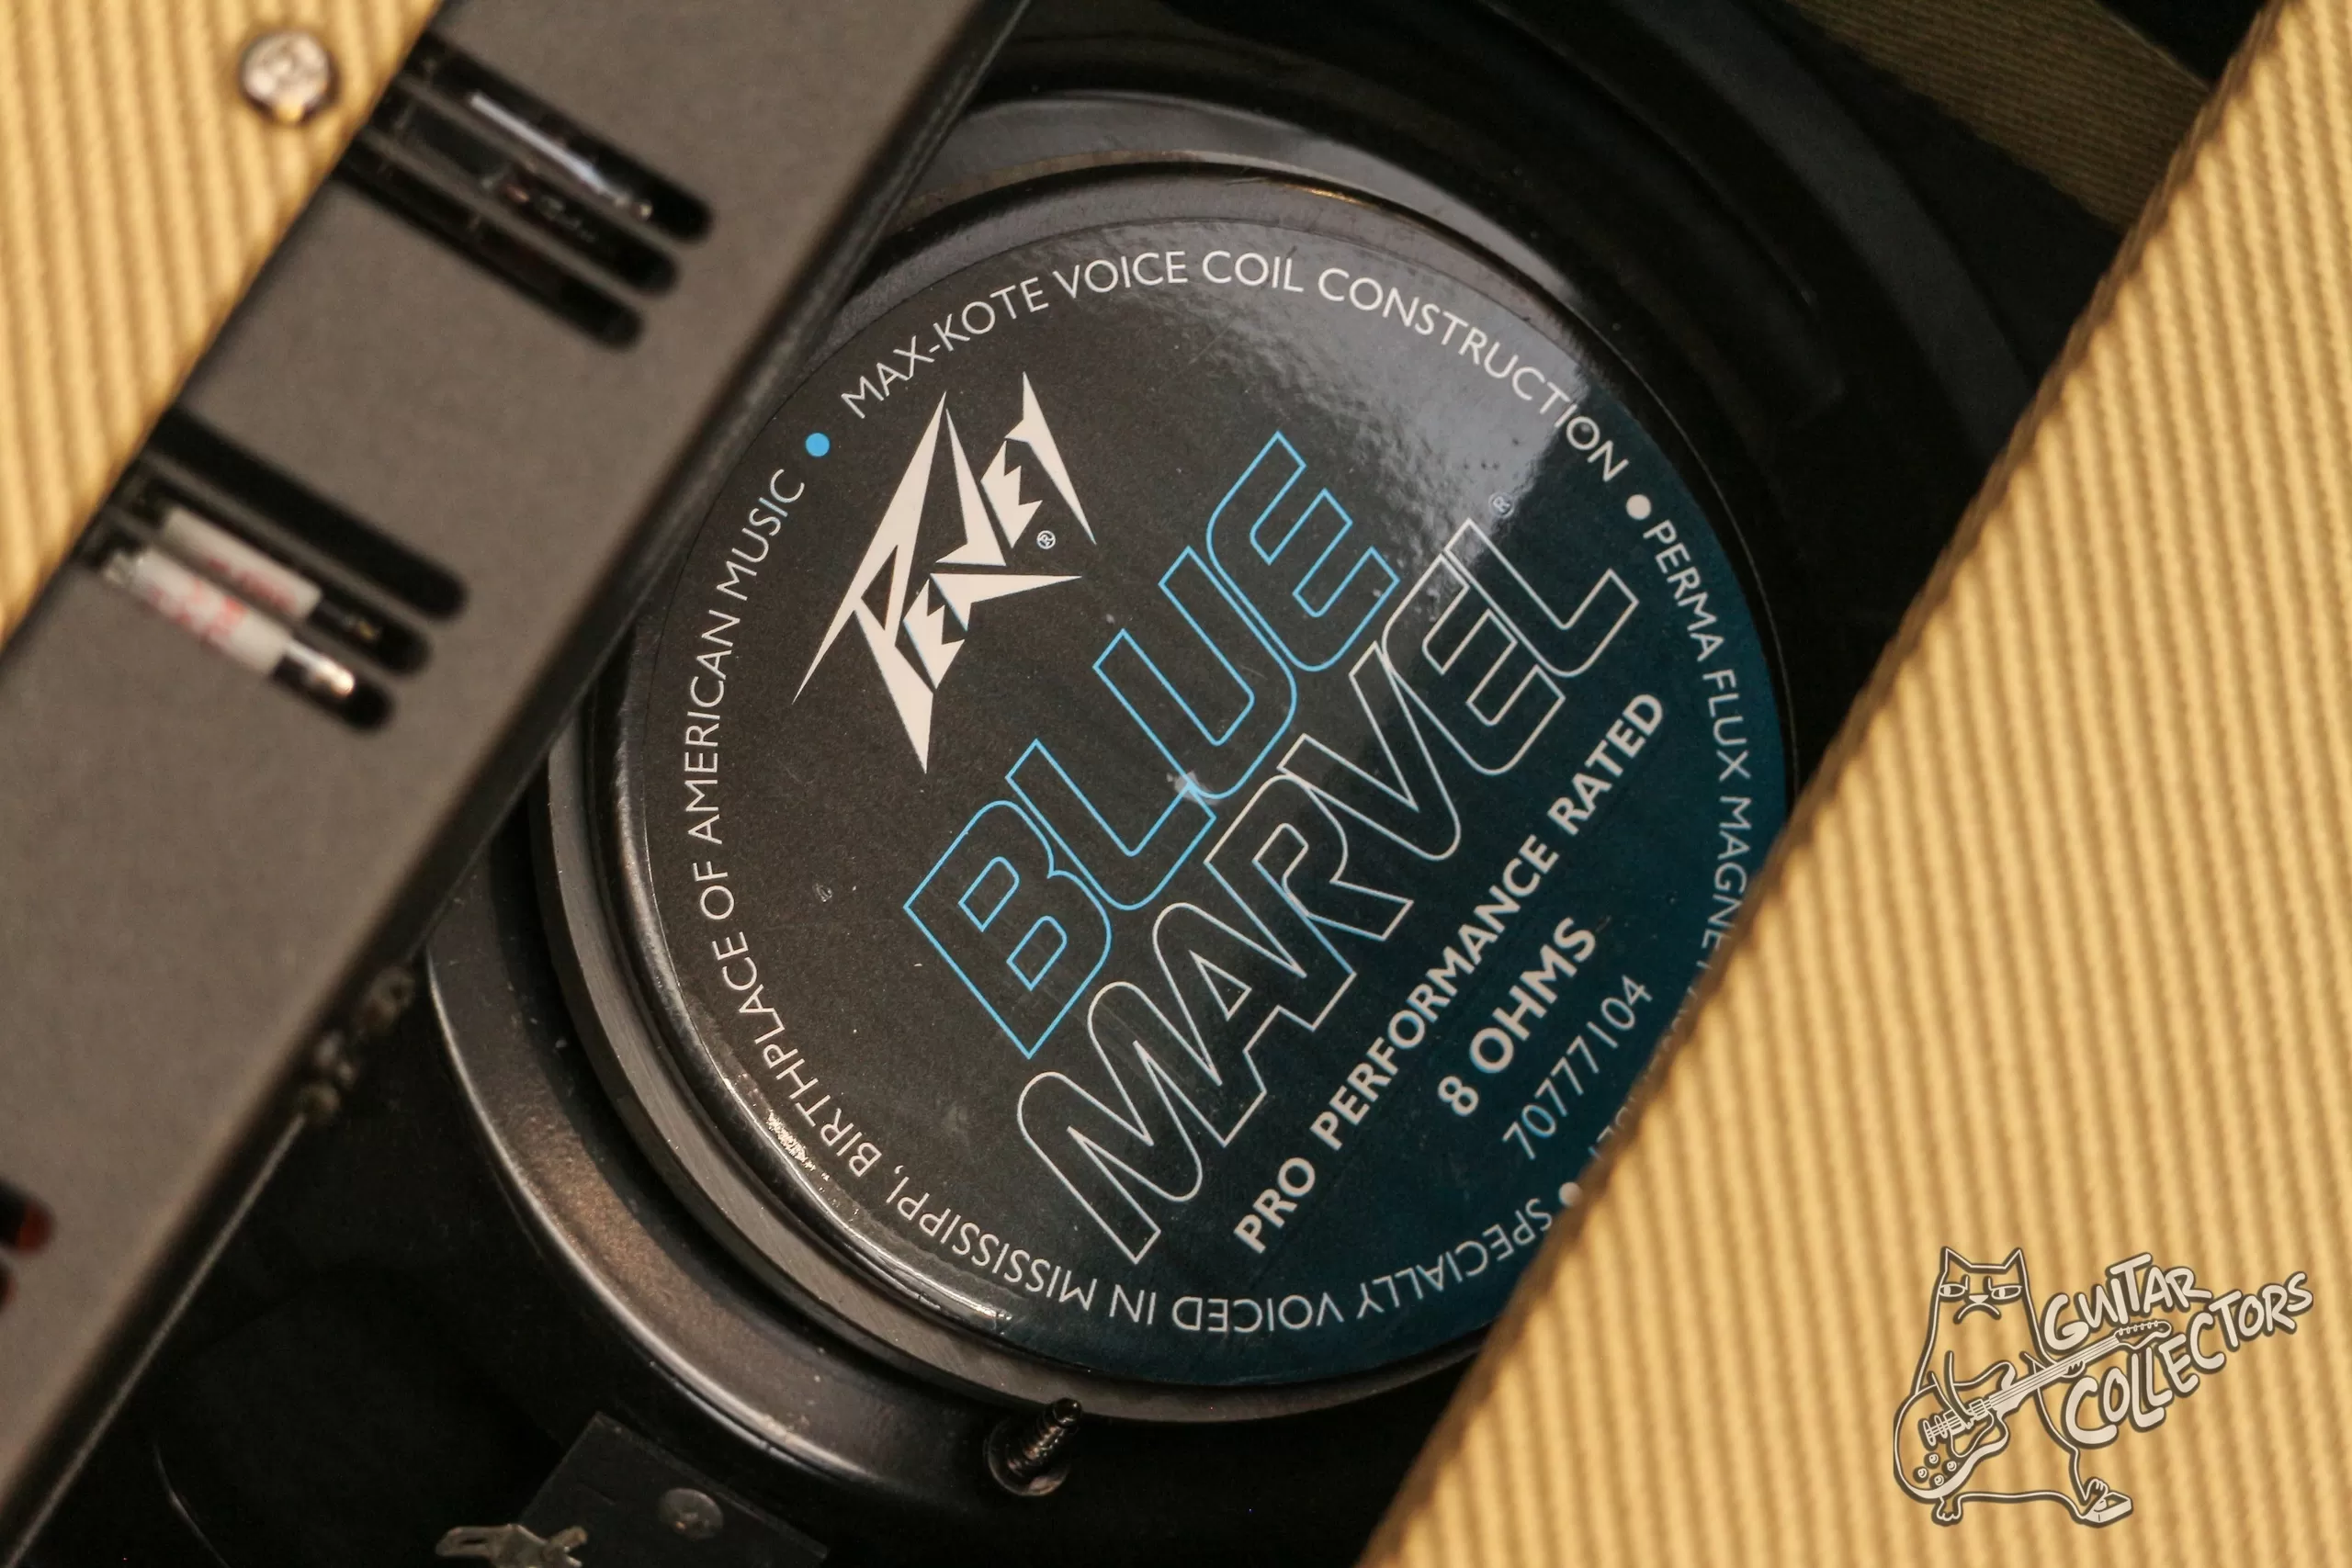 MAX-KOTE VOICE COIL CONSTRUCTION
PERMA FLUX
SPECIALLY VOICED IN MISSISSIPPI, BIRTHPLACE OF AMERICAN MUSIC
PEAVEY®
BLUE
MARVEL®
PRO PERFORMANCE RATED
8 OHMS
70777104
GUITAR
COLLECTORS